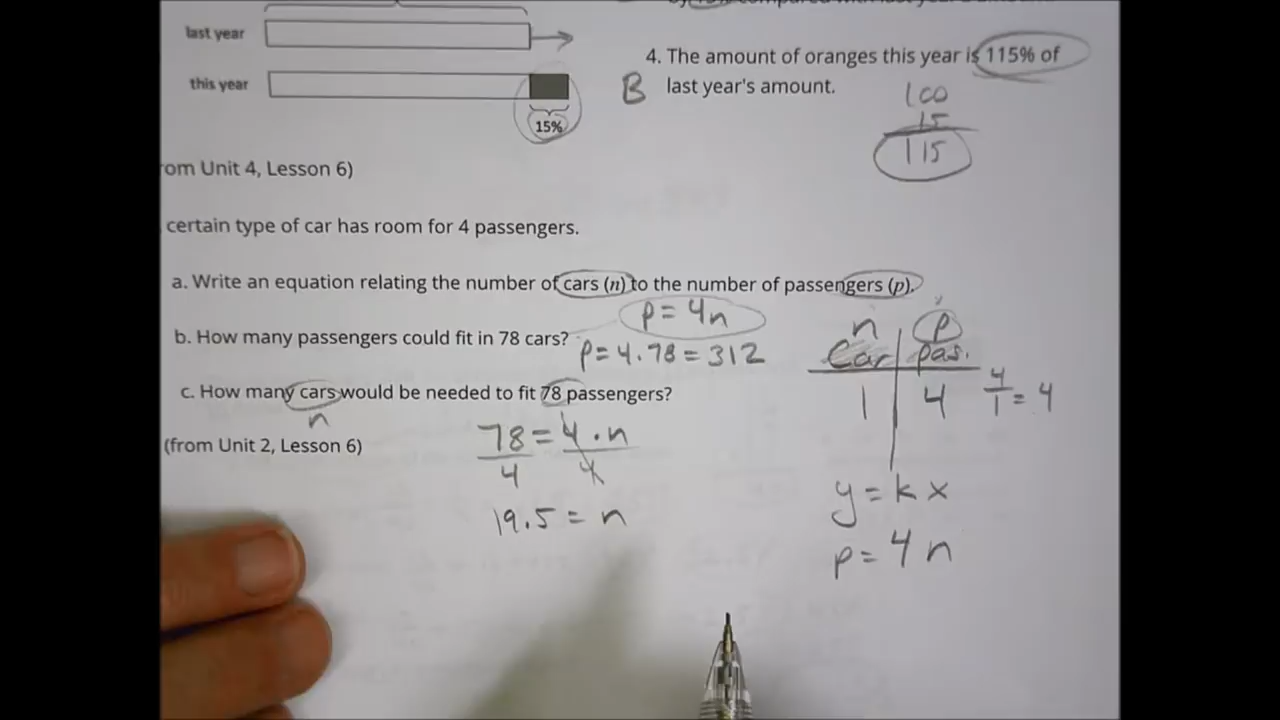 last year
this year
15%
4. The amount of oranges this year is 115% of
B last year's amount.
100
15
115
om Unit 4, Lesson 6)
certain type of car has room for 4 passengers.
a. Write an equation relating the number of cars (n) to the number of passengers (p).
p = 4n
b. How many passengers could fit in 78 cars?
p = 4 . 78 = 312
c. How many cars would be needed to fit 78 passengers?
n
(from Unit 2, Lesson 6)
78 = 4 . n
4 4
19.5 = n
n p
Car pas.
1 4 4/1 = 4
y = k x
p = 4 n